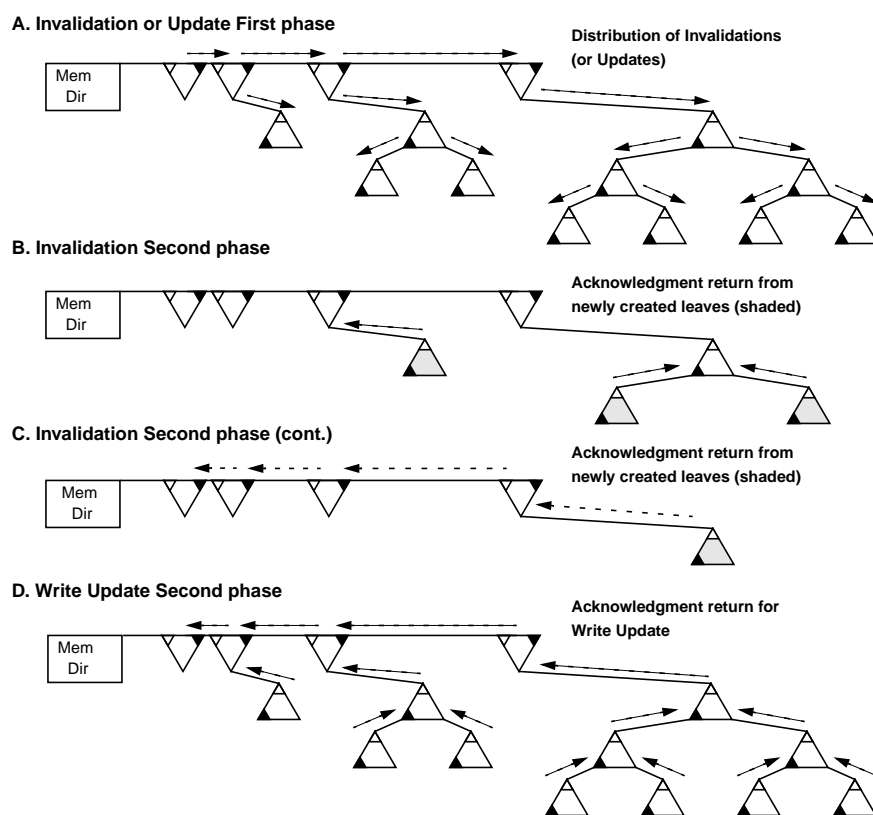 A. Invalidation or Update First phase
Distribution of Invalidations
(or Updates)
Mem
Dir
B. Invalidation Second phase
Acknowledgment return from
newly created leaves (shaded)
Mem
Dir
C. Invalidation Second phase (cont.)
Acknowledgment return from
newly created leaves (shaded)
Mem
Dir
D. Write Update Second phase
Acknowledgment return for
Write Update
Mem
Dir